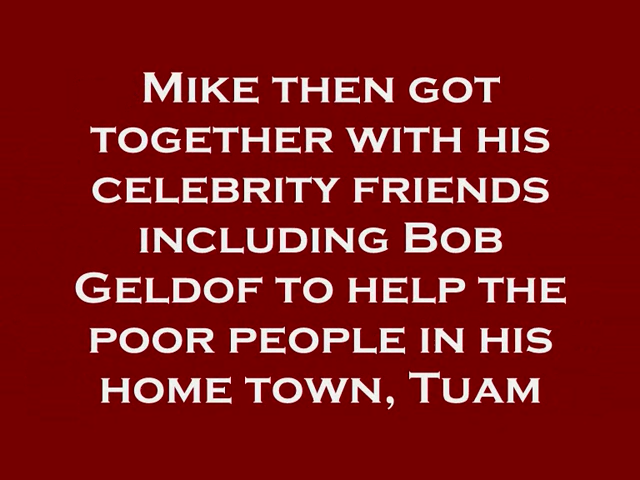 Mike then got
together with his
celebrity friends
including Bob
Geldof to help the
poor people in his
home town, Tuam